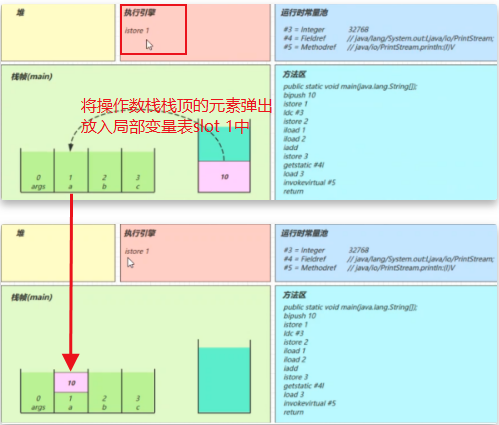 堆
执行引擎
istore 1
运行时常量池
#3 = Integer 32768
#4 = Fieldref // java/lang/System.out:Ljava/io/PrintStream;
#5 = Methodref // java/io/PrintStream.println:(I)V
栈帧(main)
将操作数栈栈顶的元素弹出
放入局部变量表slot 1中
10
0 1 2 3
args a b c
方法区
public static void main(java.lang.String[]);
bipush 10
istore 1
ldc #3
istore 2
iload 1
iload 2
iadd
istore 3
getstatic #4I
load 3
invokevirtual #5
return
堆
执行引擎
istore 1
运行时常量池
#3 = Integer 32768
#4 = Fieldref // java/lang/System.out:Ljava/io/PrintStream;
#5 = Methodref // java/io/PrintStream.println:(I)V
栈帧(main)
10
0 1 2 3
args a b c
方法区
public static void main(java.lang.String[]);
bipush 10
istore 1
ldc #3
istore 2
iload 1
iload 2
iadd
istore 3
getstatic #4I
load 3
invokevirtual #5
return